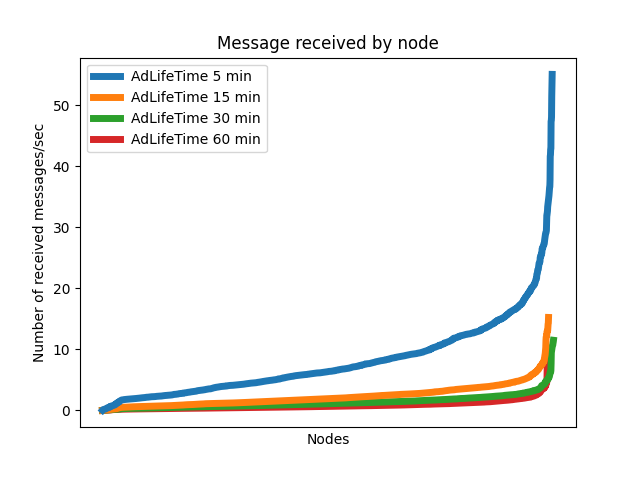 Message received by node
AdLifeTime 5 min
AdLifeTime 15 min
AdLifeTime 30 min
AdLifeTime 60 min
Number of received messages/sec
50
40
30
20
10
0
Nodes